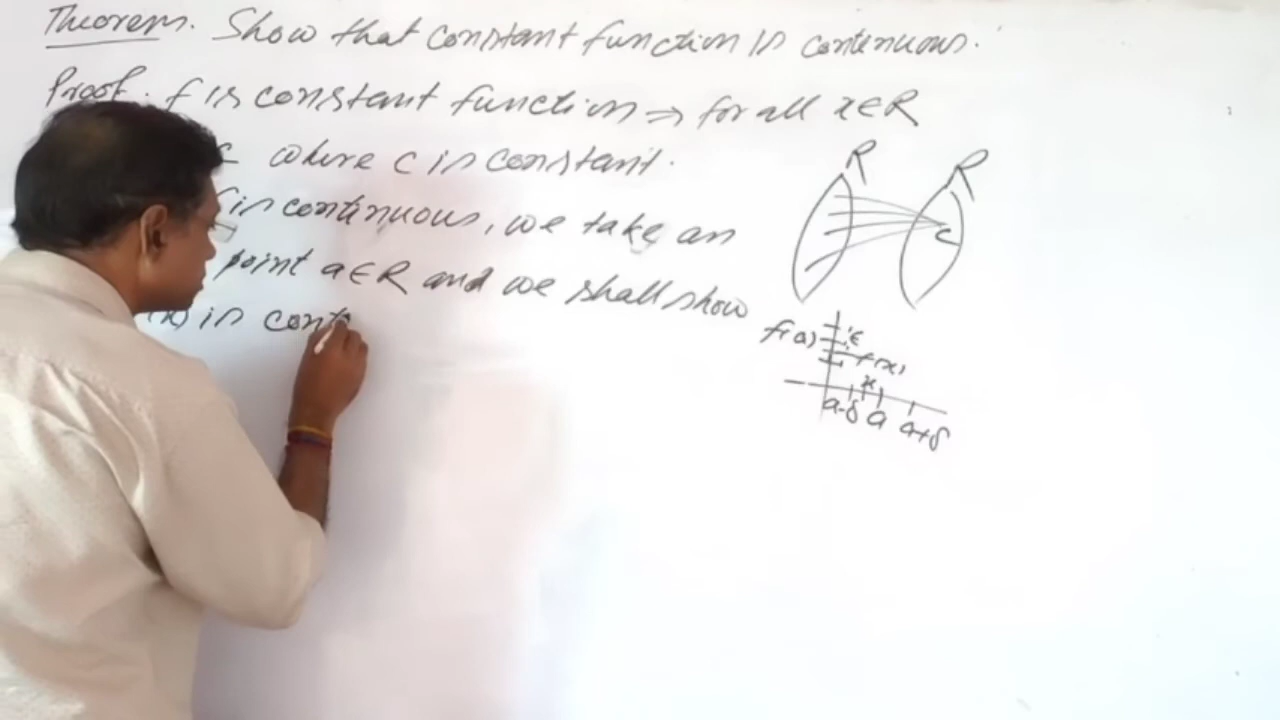 Theorem. Show that constant function is continuous.
Proof. f is constant function ⇒ for all x∈R
c where c is constant.
f is continuous, we take an
point a∈R and we shall show
(x) is cont
R R
c
f(a) ε
f(x)
x
a-δ a a+δ